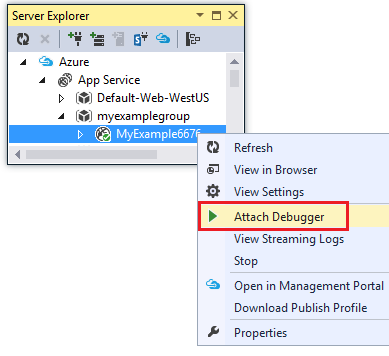 Server Explorer
Azure
App Service
Default-Web-WestUS
myexamplegroup
MyExample6676
Refresh
View in Browser
View Settings
Attach Debugger
View Streaming Logs
Stop
Open in Management Portal
Download Publish Profile
Properties